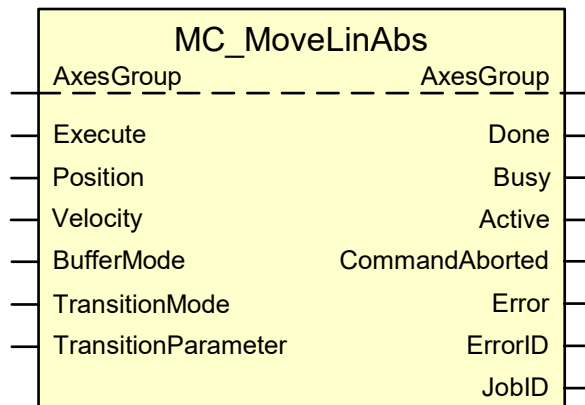 MC_MoveLinAbs
AxesGroup AxesGroup
Execute Done
Position Busy
Velocity Active
BufferMode CommandAborted
TransitionMode Error
TransitionParameter ErrorID
JobID